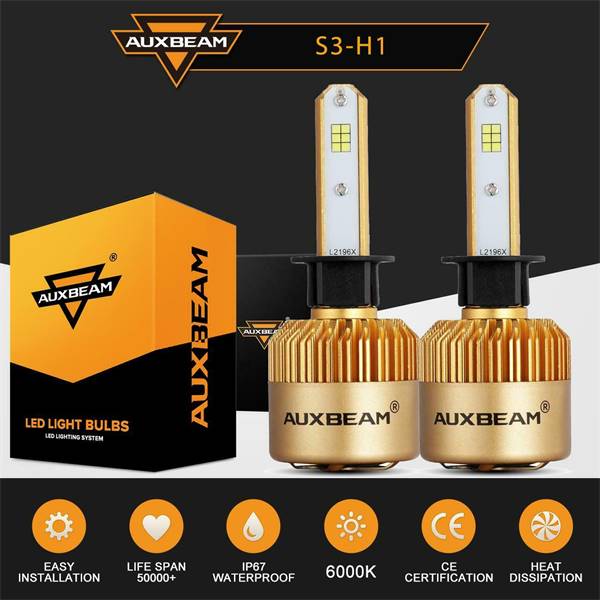 AUXBEAM
S3-H1
L2196X
L2196X
AUXBEAM®
AUXBEAM
AUXBEAM
LED LIGHT BULBS
LED LIGHTING SYSTEM
AUXBEAM®
AUXBEAM®
EASY
INSTALLATION
LIFE SPAN
50000+
IP67
WATERPROOF
6000K
CE
CE
CERTIFICATION
HEAT
DISSIPATION